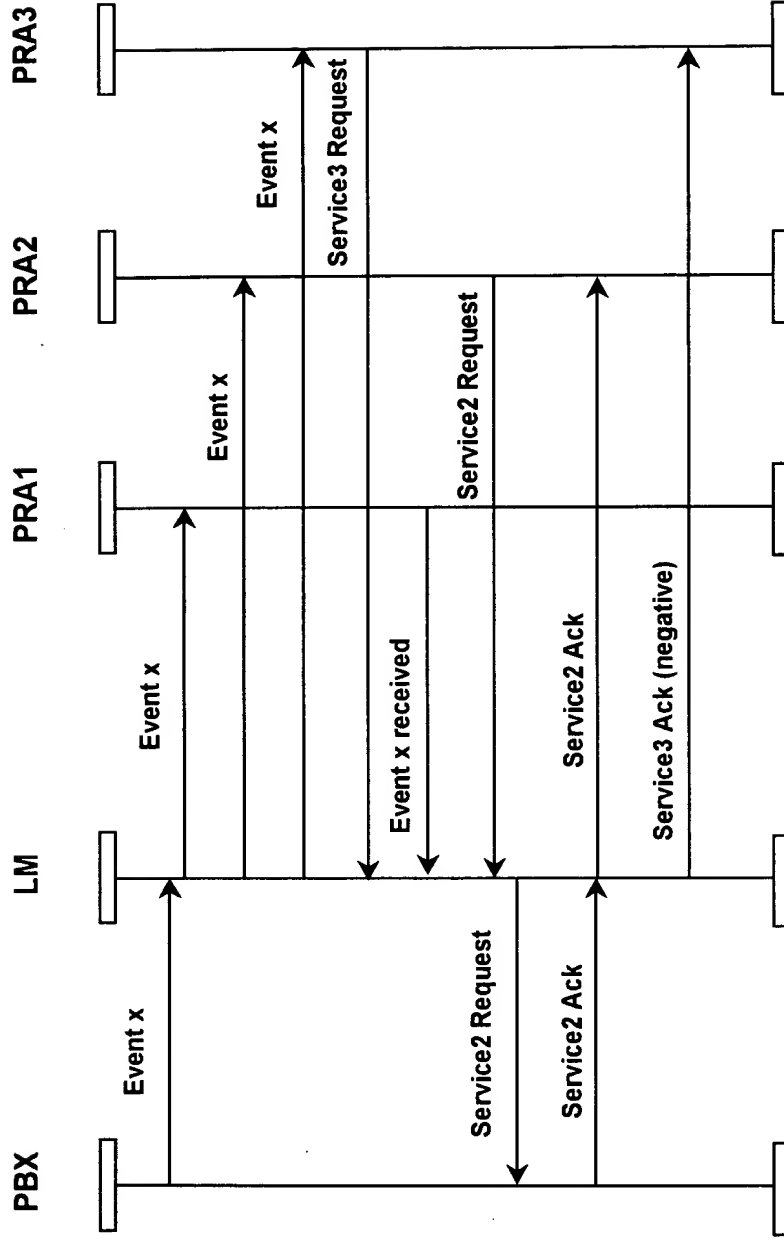 PBX
LM
PRA1
PRA2
PRA3
Event x
Event x
Event x
Event x
Service3 Request
Event x received
Service2 Request
Service2 Request
Service2 Ack
Service2 Ack
Service3 Ack (negative)